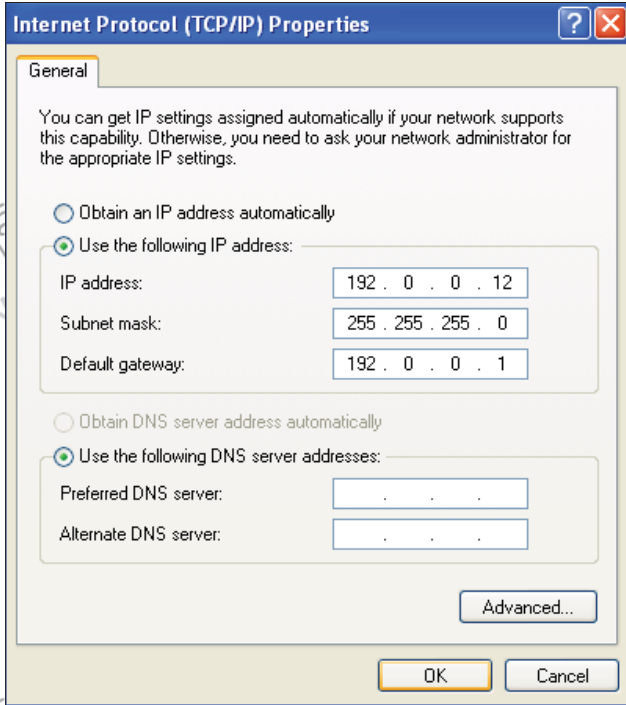 Internet Protocol (TCP/IP) Properties
General
You can get IP settings assigned automatically if your network supports
this capability. Otherwise, you need to ask your network administrator for
the appropriate IP settings.
Obtain an IP address automatically
Use the following IP address:
IP address: 192 . 0 . 0 . 12
Subnet mask: 255 . 255 . 255 . 0
Default gateway: 192 . 0 . 0 . 1
Obtain DNS server address automatically
Use the following DNS server addresses:
Preferred DNS server: . . .
Alternate DNS server: . . .
Advanced...
OK Cancel